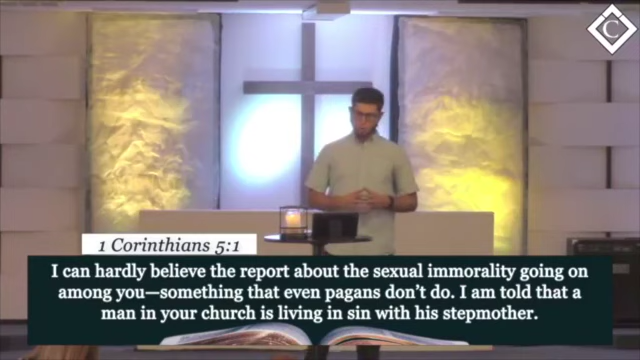 C
1 Corinthians 5:1
I can hardly believe the report about the sexual immorality going on
among you—something that even pagans don't do. I am told that a
man in your church is living in sin with his stepmother.